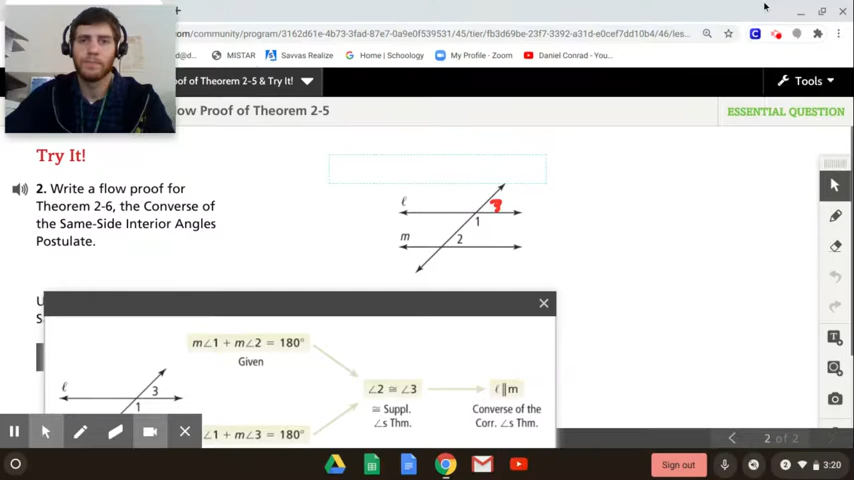 /community/program/3162d61e-4b73-3fad-87e7-0a9e0f539531/45/tier/fb3d69be-23f7-3392-a31d-e0cef7dd10b4/46/les...
MISTAR
Savvas Realize
Home | Schoology
My Profile - Zoom
Daniel Conrad - You...
of of Theorem 2-5 & Try It!
Tools
low Proof of Theorem 2-5
ESSENTIAL QUESTION
Try It!
2. Write a flow proof for
Theorem 2-6, the Converse of
the Same-Side Interior Angles
Postulate.
ℓ
3
1
m
2
m∠1 + m∠2 = 180°
Given
ℓ
3
1
∠2 ≅ ∠3
≅ Suppl.
∠s Thm.
ℓ ∥ m
Converse of the
Corr. ∠s Thm.
∠1 + m∠3 = 180°
2 of 2
Sign out
2
3:20